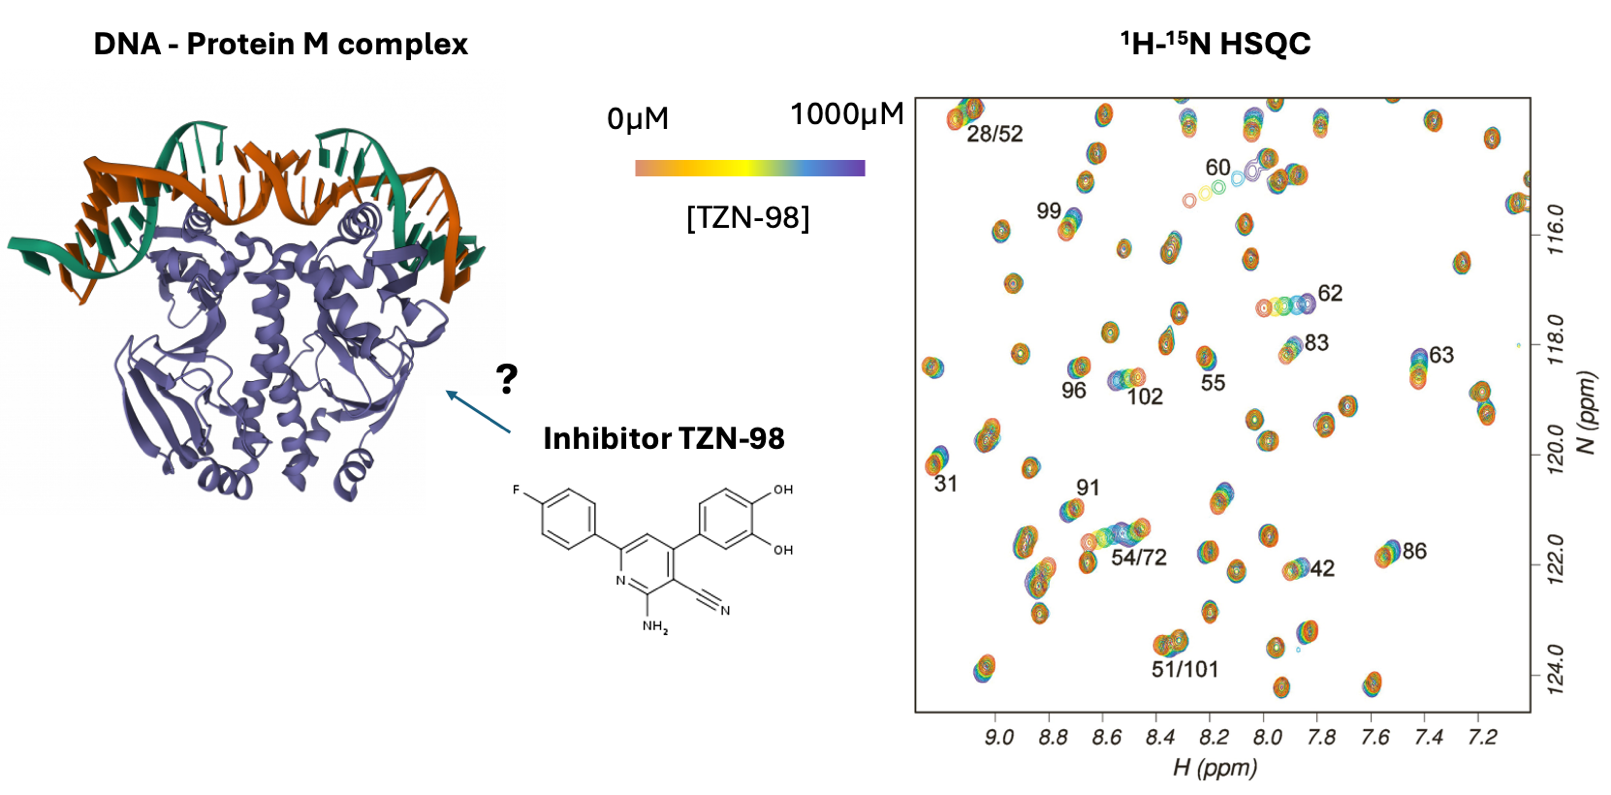 DNA - Protein M complex
¹H-¹⁵N HSQC
0µM
1000µM
[TZN-98]
?
Inhibitor TZN-98
F
OH
OH
N
N
NH₂
28/52
60
99
62
83
63
96
102
55
31
91
54/72
42
86
51/101
116.0
118.0
120.0
122.0
124.0
N (ppm)
9.0 8.8 8.6 8.4 8.2 8.0 7.8 7.6 7.4 7.2
H (ppm)